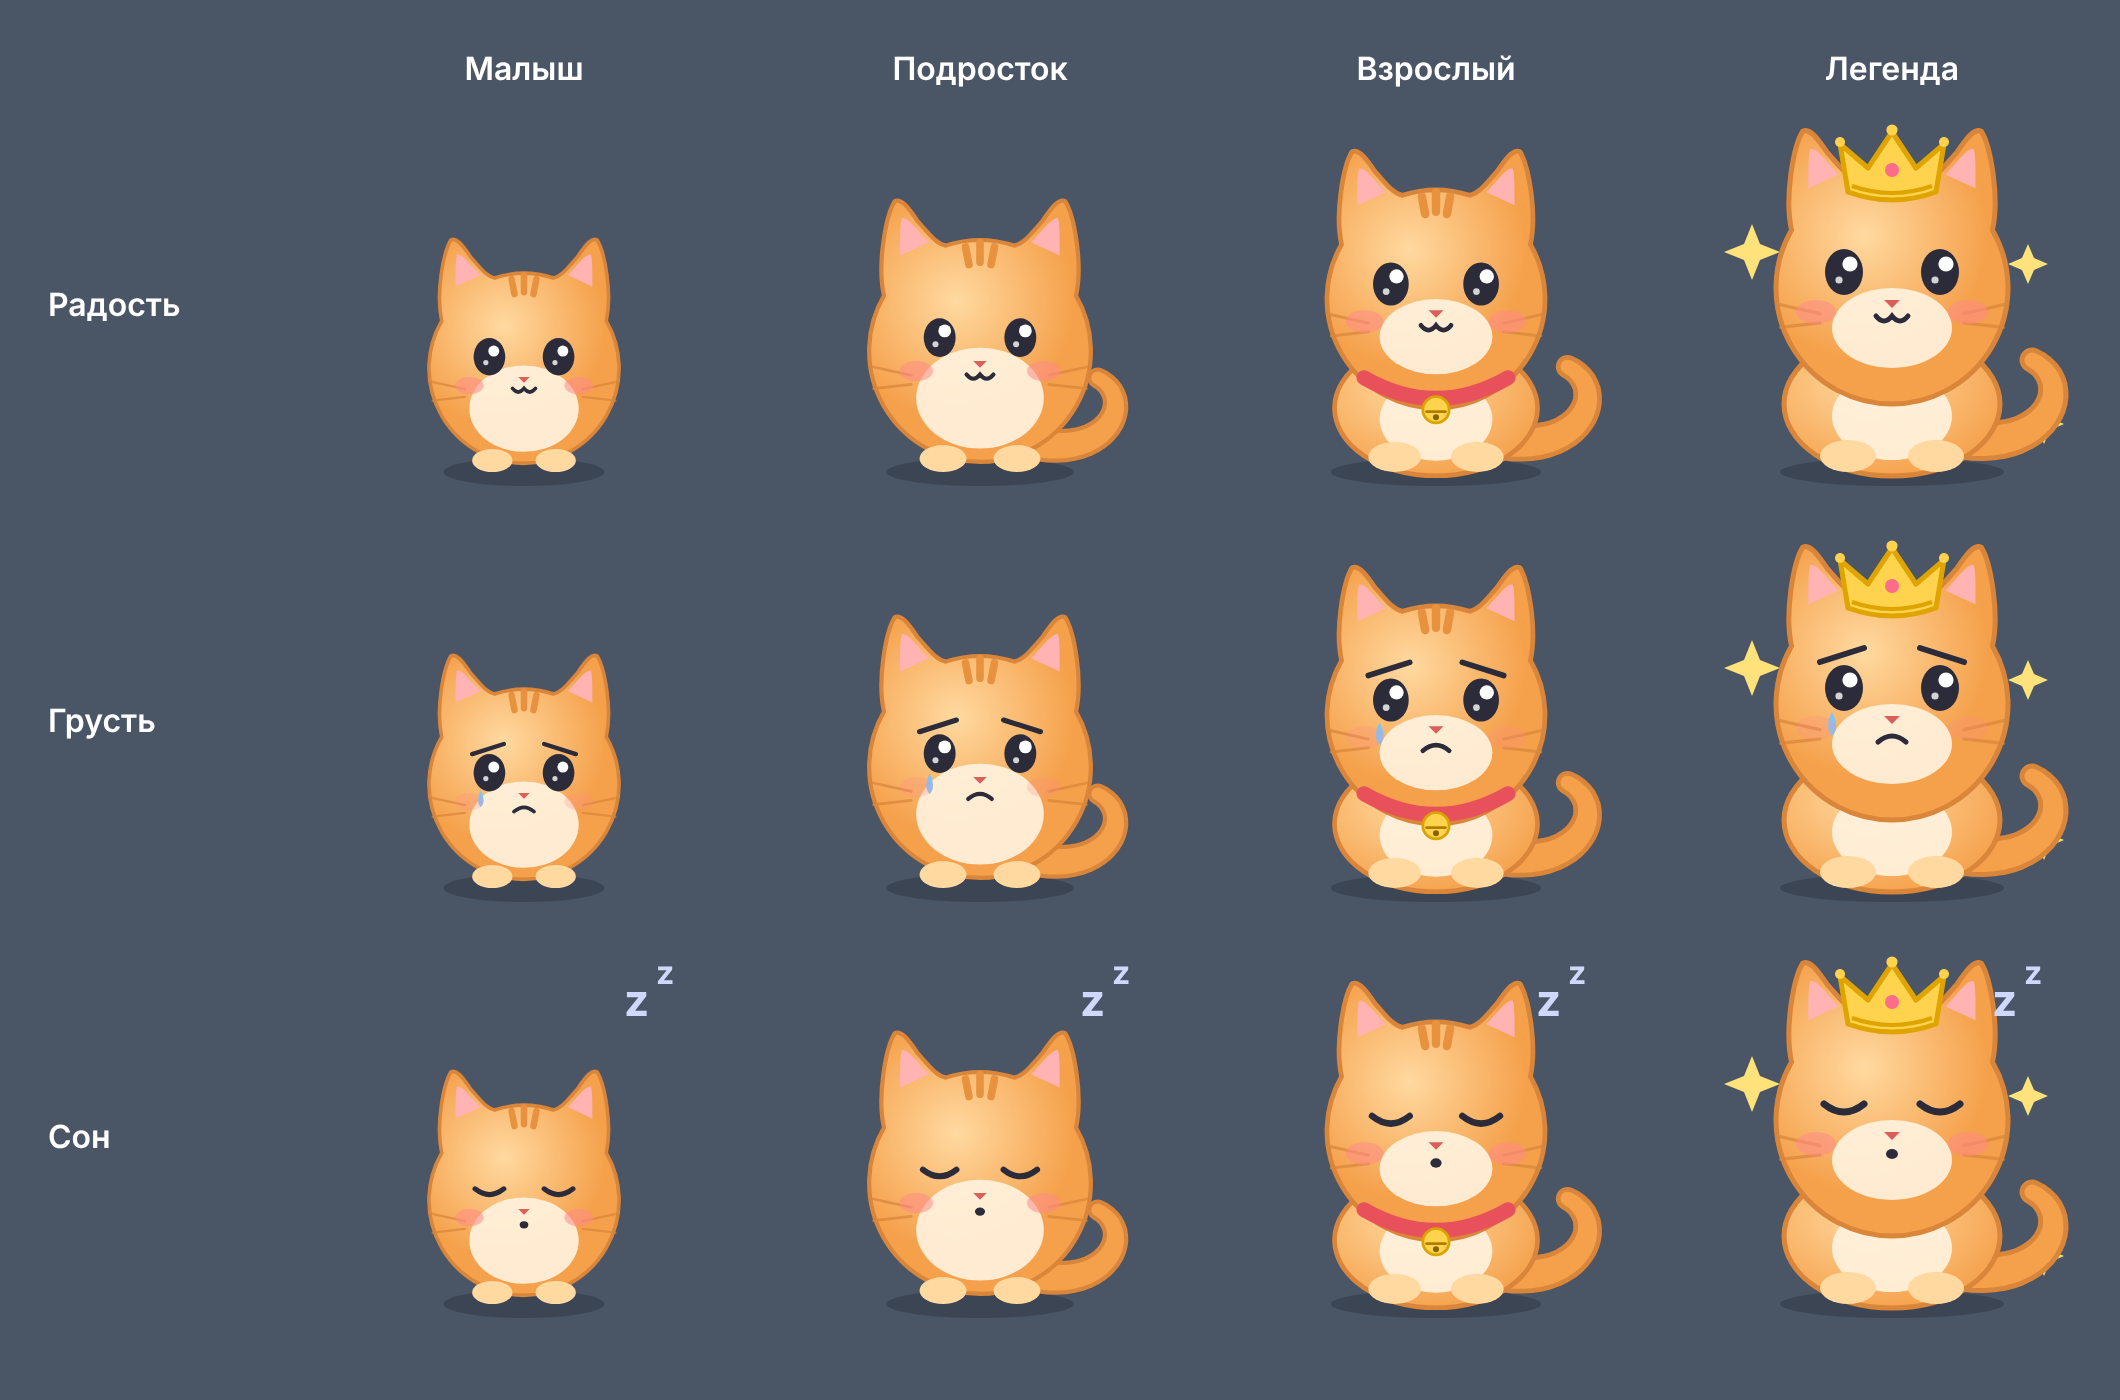 Малыш Подросток Взрослый Легенда
Радость
Грусть
z z z z
z z z z
Сон